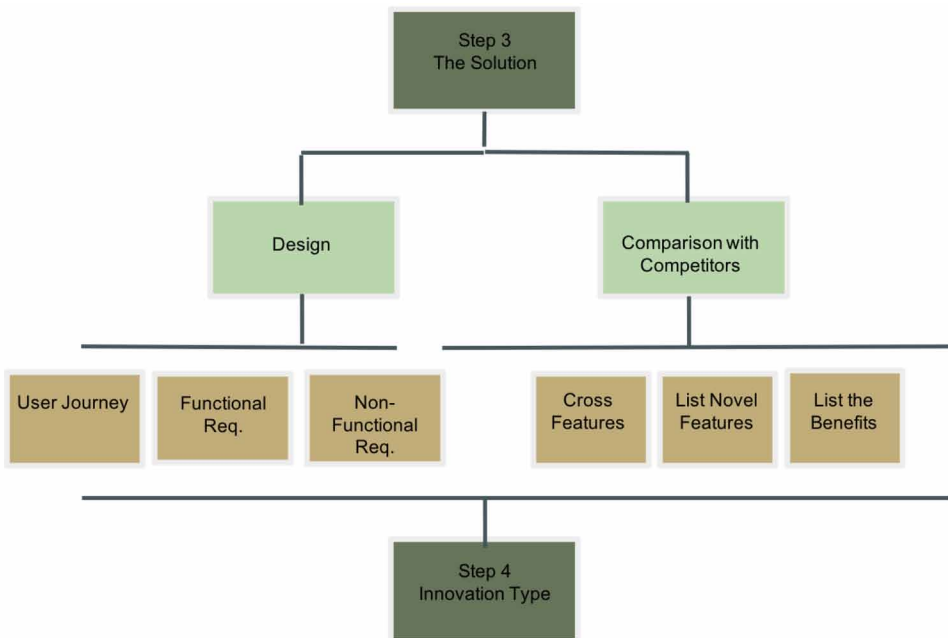 Step 3
The Solution
Design
Comparison with
Competitors
User Journey
Functional
Req.
Non-
Functional
Req.
Cross
Features
List Novel
Features
List the
Benefits
Step 4
Innovation Type